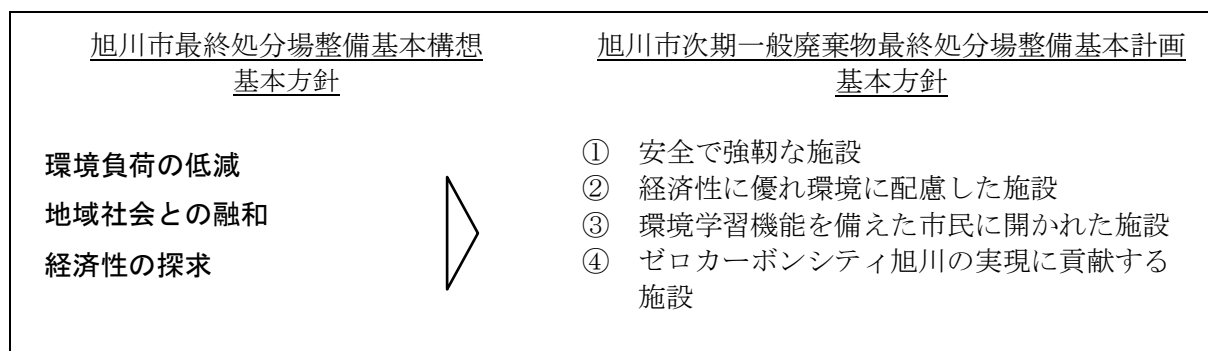 旭川市最終処分場整備基本構想
基本方針
環境負荷の低減
地域社会との融和
経済性の探求
旭川市次期一般廃棄物最終処分場整備基本計画
基本方針
① 安全で強靭な施設
② 経済性に優れ環境に配慮した施設
③ 環境学習機能を備えた市民に開かれた施設
④ ゼロカーボンシティ旭川の実現に貢献する
施設